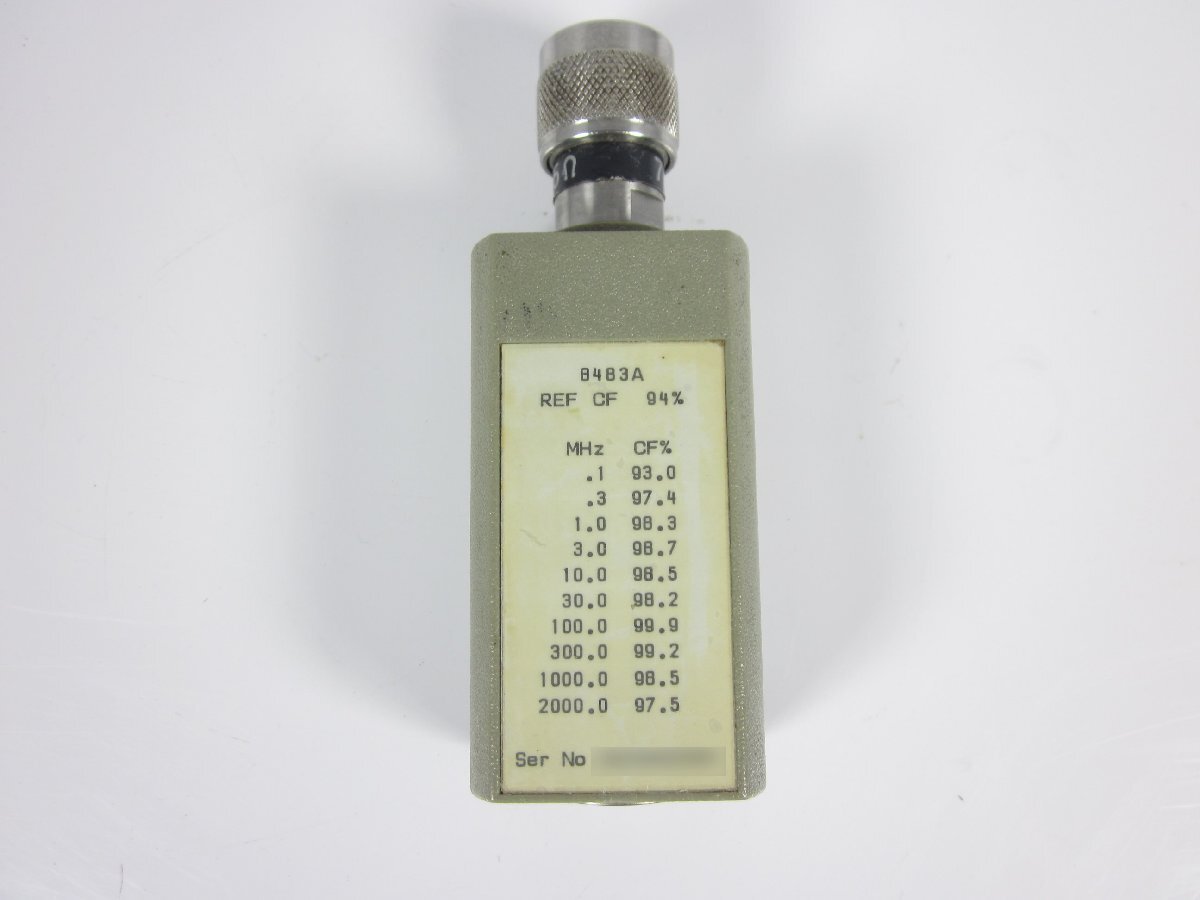 5Ω 7
8483A
REF CF 94%
MHz CF%
.1 93.0
.3 97.4
1.0 98.3
3.0 98.7
10.0 98.5
30.0 98.2
100.0 99.9
300.0 99.2
1000.0 98.5
2000.0 97.5
Ser No